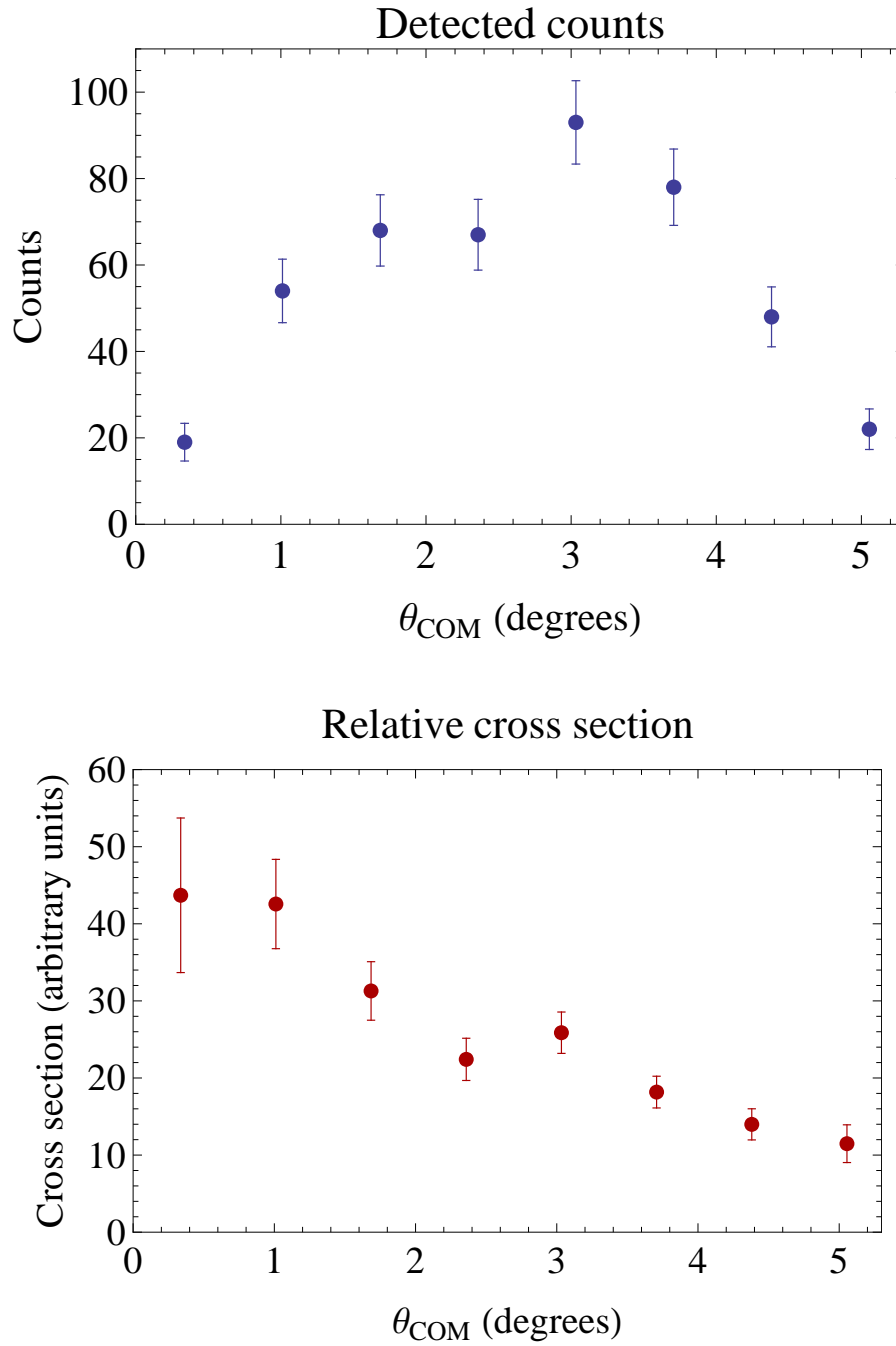 Detected counts
100
80
60
40
20
0
Counts
0 1 2 3 4 5
θCOM (degrees)
Relative cross section
60
50
40
30
20
10
0
Cross section (arbitrary units)
0 1 2 3 4 5
θCOM (degrees)